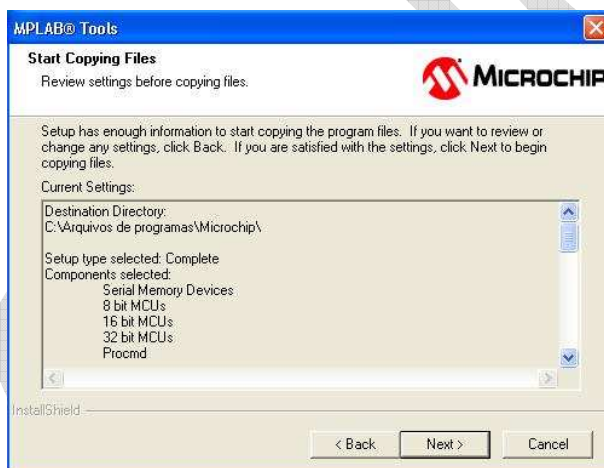 MPLAB® Tools
Start Copying Files
Review settings before copying files.
MICROCHIP
Setup has enough information to start copying the program files. If you want to review or
change any settings, click Back. If you are satisfied with the settings, click Next to begin
copying files.
Current Settings:
Destination Directory:
C:\Arquivos de programas\Microchip\
Setup type selected: Complete
Components selected:
Serial Memory Devices
8 bit MCUs
16 bit MCUs
32 bit MCUs
Procmd
InstallShield
< Back Next > Cancel